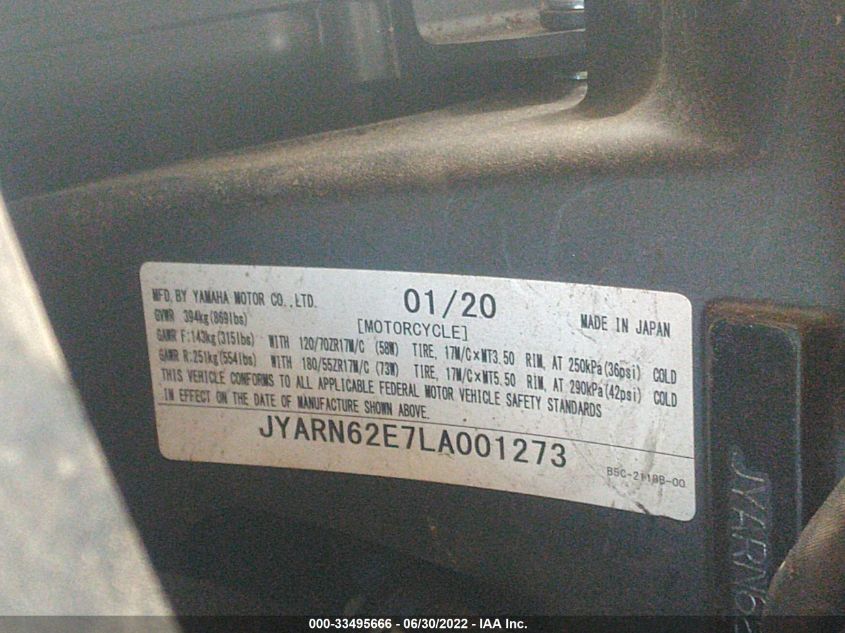 MFD. BY YAMAHA MOTOR CO., LTD. 01/20 MADE IN JAPAN
GVWR 394kg(869lbs) [MOTORCYCLE]
GAWR F:143kg(315lbs) WITH 120/70ZR17M/C (58W) TIRE, 17M/C×MT3.50 RIM, AT 250kPa(36psi) COLD
GAWR R:251kg(554lbs) WITH 180/55ZR17M/C (73W) TIRE, 17M/C×MT5.50 RIM, AT 290kPa(42psi) COLD
THIS VEHICLE CONFORMS TO ALL APPLICABLE FEDERAL MOTOR VEHICLE SAFETY STANDARDS
IN EFFECT ON THE DATE OF MANUFACTURE SHOWN ABOVE.
JYARN62E7LA001273
B5C-2118B-00
JYARN62
000-33495666 - 06/30/2022 - IAA Inc.